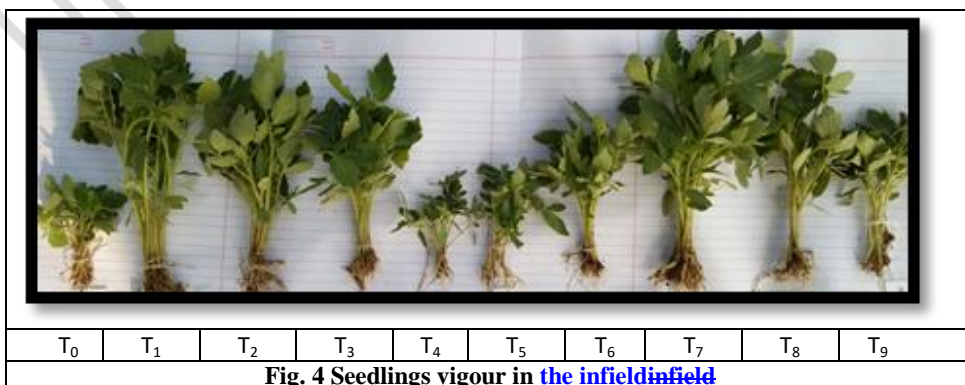 T₀ T₁ T₂ T₃ T₄ T₅ T₆ T₇ T₈ T₉
Fig. 4 Seedlings vigour in the infieldinfield